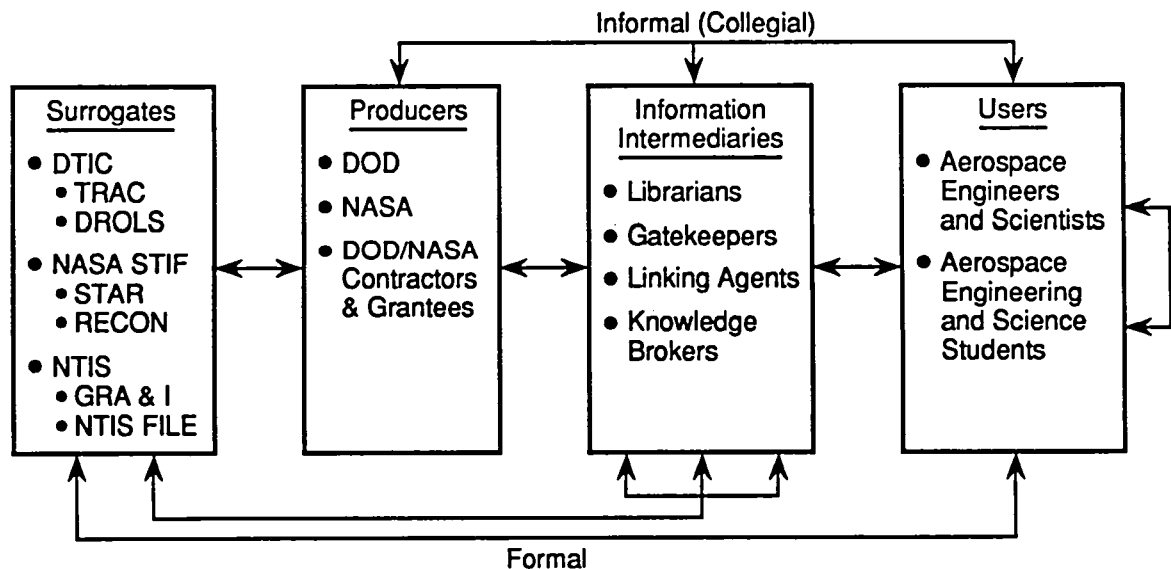 Informal (Collegial)
Surrogates
● DTIC
● TRAC
● DROLS
● NASA STIF
● STAR
● RECON
● NTIS
● GRA & I
● NTIS FILE
Producers
● DOD
● NASA
● DOD/NASA
Contractors
& Grantees
Information
Intermediaries
● Librarians
● Gatekeepers
● Linking Agents
● Knowledge
Brokers
Users
● Aerospace
Engineers
and Scientists
● Aerospace
Engineering
and Science
Students
Formal